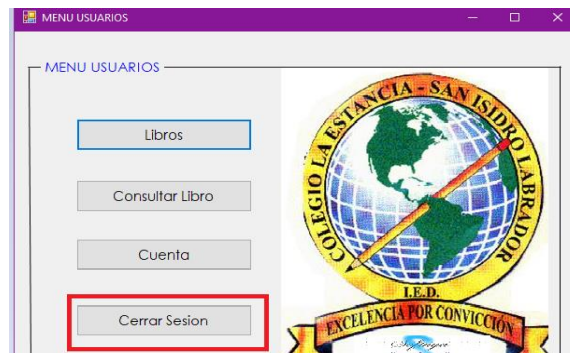 MENU USUARIOS
MENU USUARIOS
Libros
Consultar Libro
Cuenta
Cerrar Sesion
COLEGIO LA ESTANCIA - SAN ISIDRO LABRADOR
I.E.D.
EXCELENCIA POR CONVICCIÓN